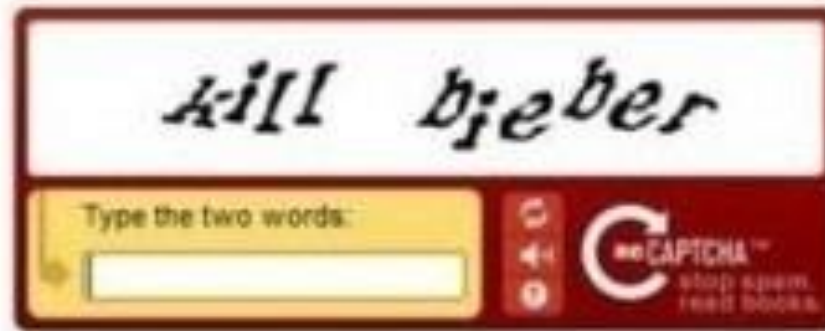 kill bieber
Type the two words:
reCAPTCHA™
stop spam.
read books.